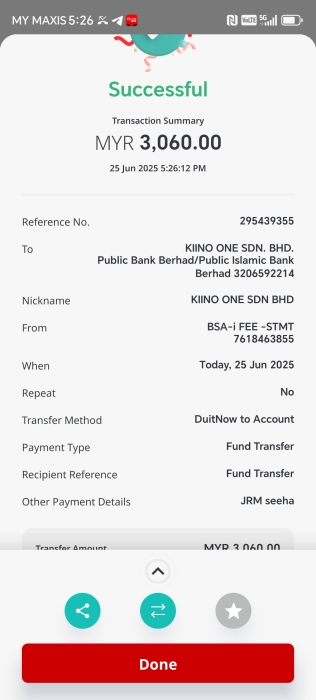 MY MAXIS 5:26
5G
VoLTE
Successful
Transaction Summary
MYR 3,060.00
25 Jun 2025 5:26:12 PM
Reference No. 295439355
To KIINO ONE SDN. BHD.
Public Bank Berhad/Public Islamic Bank
Berhad 3206592214
Nickname KIINO ONE SDN BHD
From BSA-i FEE -STMT
7618463855
When Today, 25 Jun 2025
Repeat No
Transfer Method DuitNow to Account
Payment Type Fund Transfer
Recipient Reference Fund Transfer
Other Payment Details JRM seeha
Transfer Amount MYR 3,060.00
Done